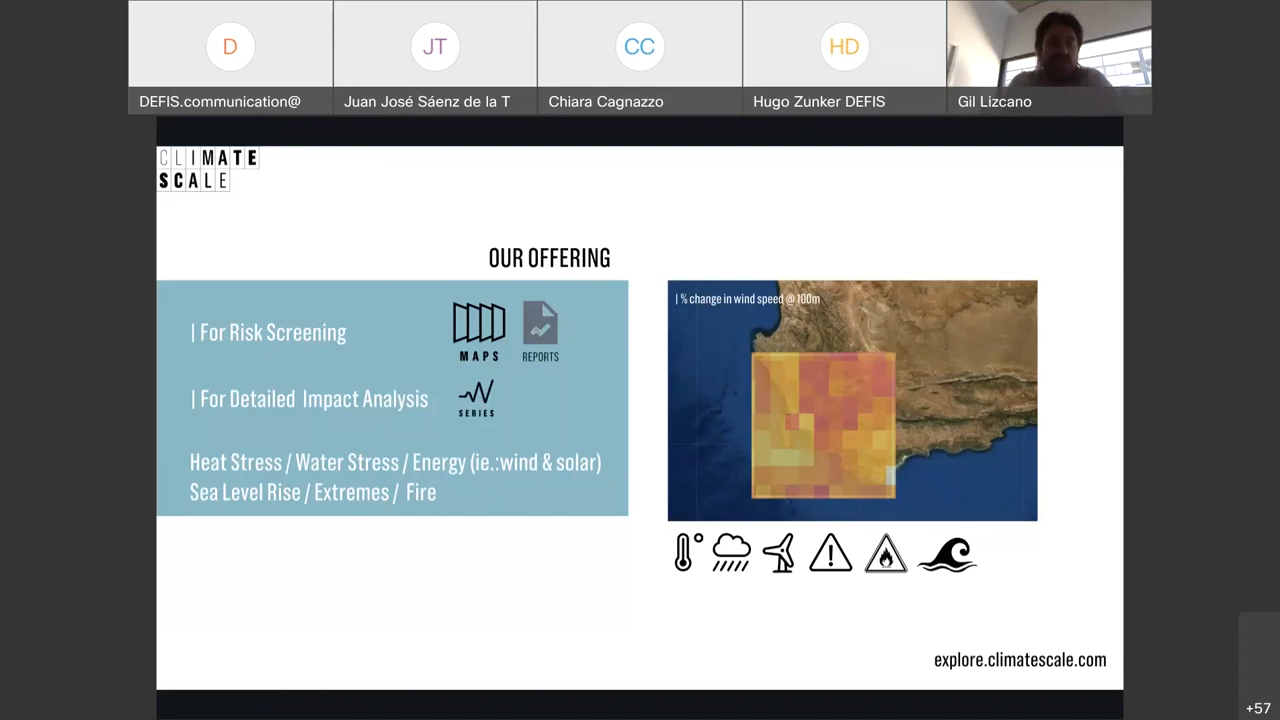 D
JT
CC
HD
DEFIS.communication@
Juan José Sáenz de la T
Chiara Cagnazzo
Hugo Zunker DEFIS
Gil Lizcano
CLIMATE
SCALE
OUR OFFERING
| For Risk Screening
MAPS
REPORTS
| For Detailed Impact Analysis
SERIES
Heat Stress / Water Stress / Energy (ie.:wind & solar)
Sea Level Rise / Extremes / Fire
| % change in wind speed @ 100m
explore.climatescale.com
+57